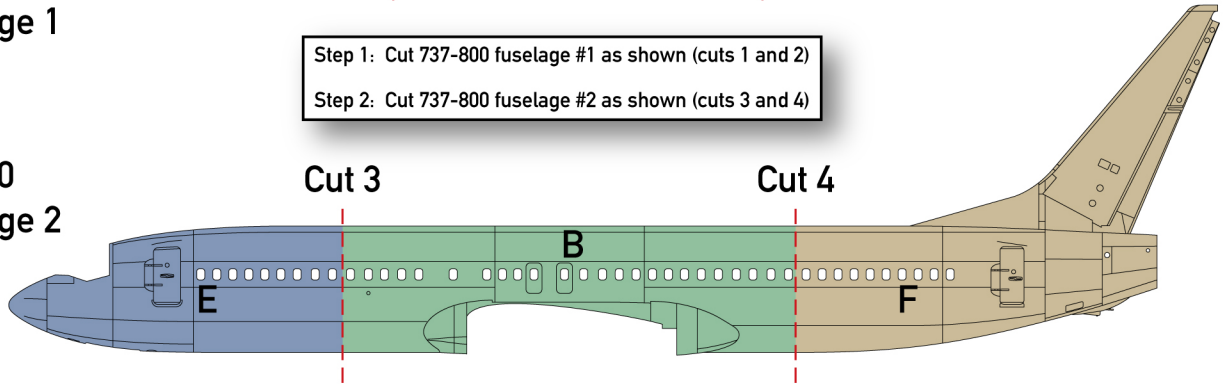 ge 1
Step 1: Cut 737-800 fuselage #1 as shown (cuts 1 and 2)
Step 2: Cut 737-800 fuselage #2 as shown (cuts 3 and 4)
0
ge 2
Cut 3
Cut 4
B
E
F